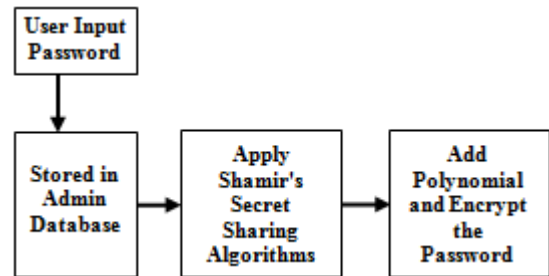 User Input
Password
Stored in
Admin
Database
Apply
Shamir's
Secret
Sharing
Algorithms
Add
Polynomial
and Encrypt
the
Password